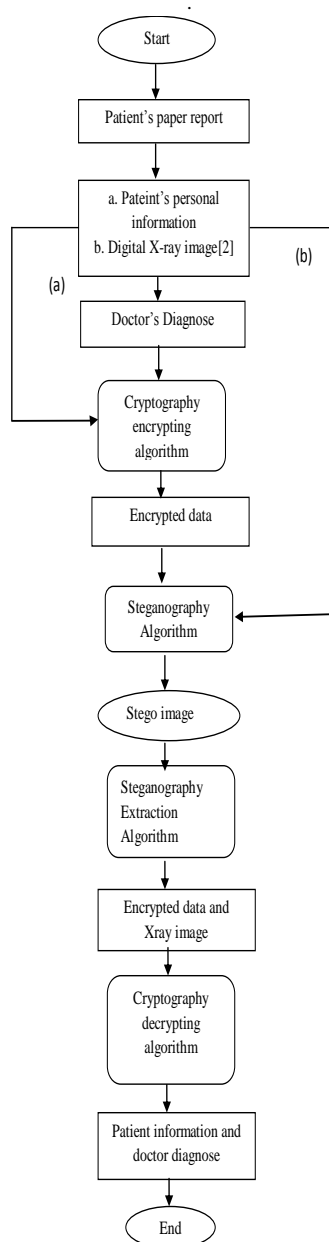 Start
Patient's paper report
a. Pateint's personal
information
b. Digital X-ray image[2]
(a)
(b)
Doctor's Diagnose
Cryptography
encrypting
algorithm
Encrypted data
Steganography
Algorithm
Stego image
Steganography
Extraction
Algorithm
Encrypted data and
Xray image
Cryptography
decrypting
algorithm
Patient information and
doctor diagnose
End